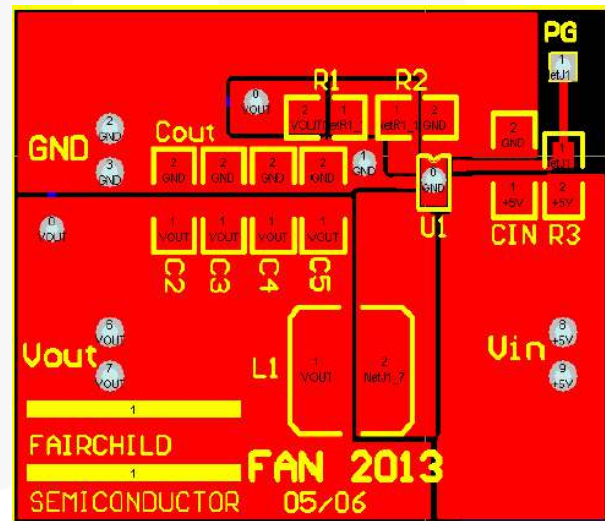 PG
1
etJ1
R1 R2
0
VOUT
2 1 1 2
VOUT etR1 etR1_1 GND
2
GND
GND
Cout
2
GND
1
etJ1
3
GND
2 2 2 2
GND GND GND GND
1
GND
0
GND
1 2
+5V +5V
U1
CIN R3
0
VOUT
1 1 1 1
VOUT VOUT VOUT VOUT
C2 C3 C4 C5
6
VOUT
Vout
7
VOUT
L1
1 2
VOUT NetJ1_7
Vin
8
+5V
9
+5V
1
FAIRCHILD
1
FAN 2013
SEMICONDUCTOR 05/06